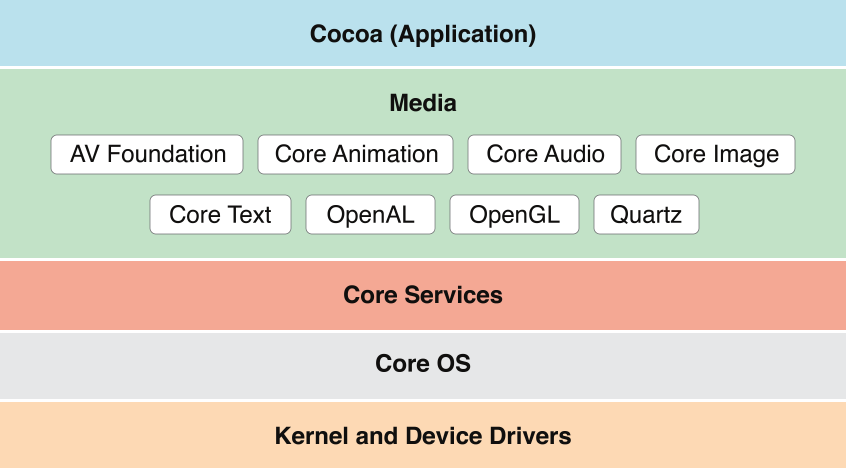 Cocoa (Application)
Media
AV Foundation Core Animation Core Audio Core Image
Core Text OpenAL OpenGL Quartz
Core Services
Core OS
Kernel and Device Drivers